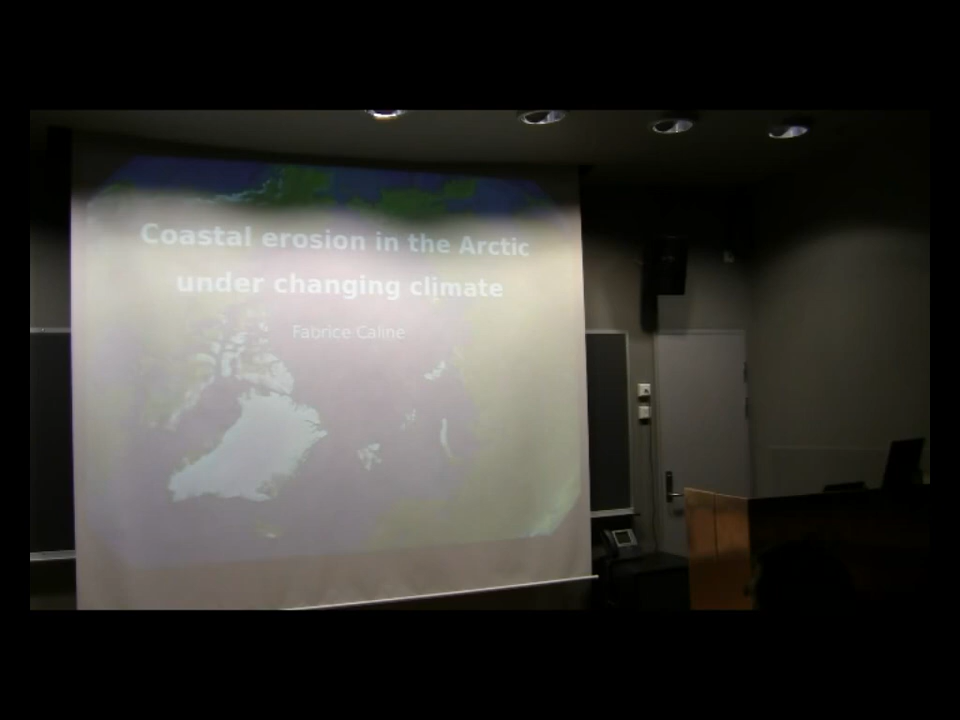 Coastal erosion in the Arctic
under changing climate
Fabrice Caline